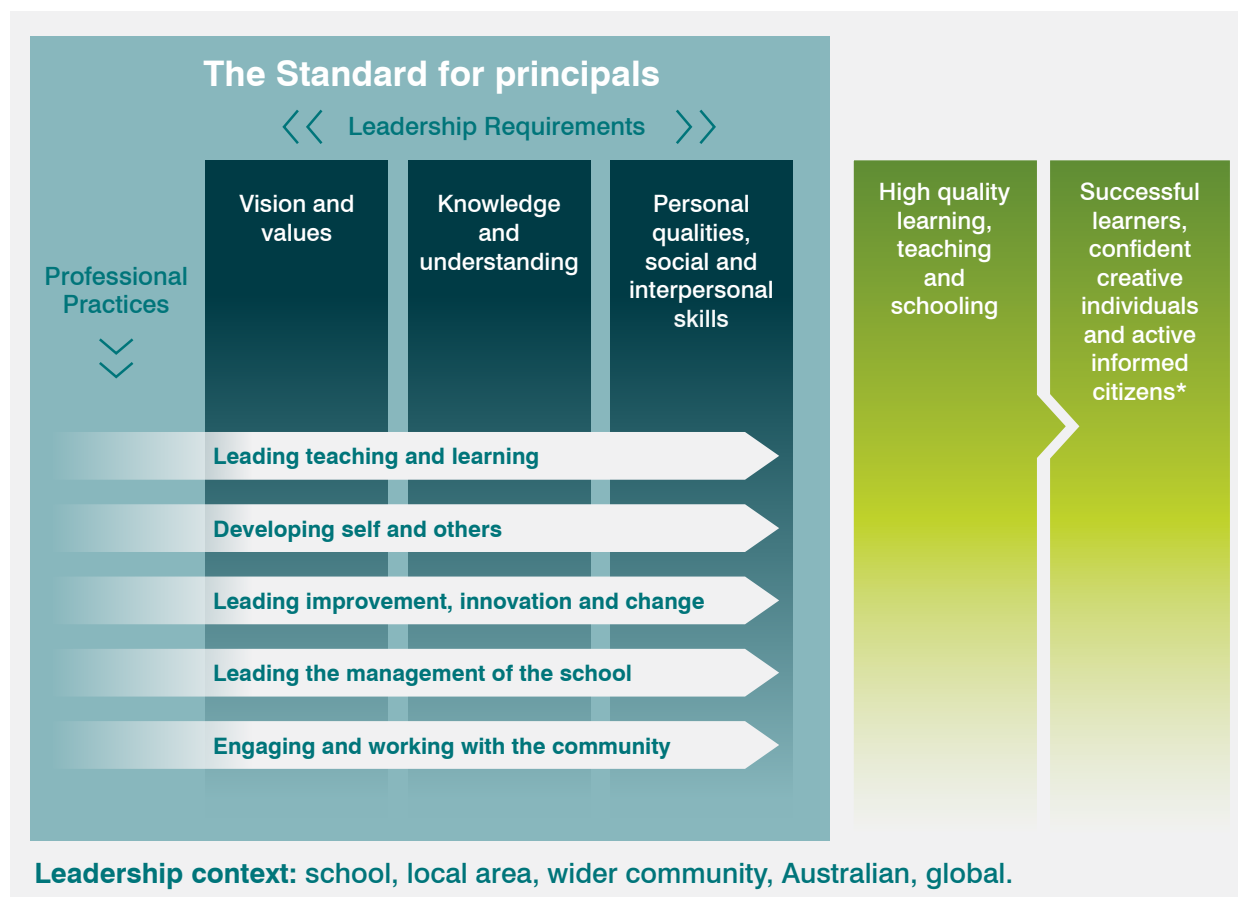 The Standard for principals
Leadership Requirements
Vision and
values
Knowledge
and
understanding
Personal
qualities,
social and
interpersonal
skills
High quality
learning,
teaching
and
schooling
Successful
learners,
confident
creative
individuals
and active
informed
citizens*
Professional
Practices
Leading teaching and learning
Developing self and others
Leading improvement, innovation and change
Leading the management of the school
Engaging and working with the community
Leadership context: school, local area, wider community, Australian, global.